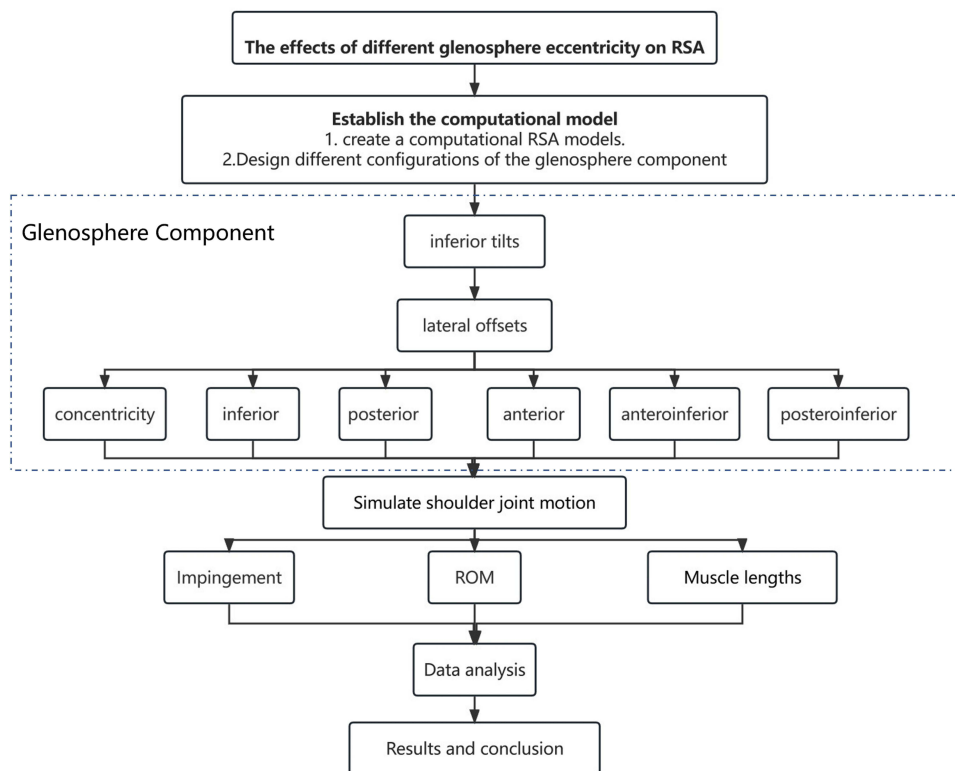 The effects of different glenosphere eccentricity on RSA
Establish the computational model
1. create a computational RSA models.
2.Design different configurations of the glenosphere component
Glenosphere Component
inferior tilts
lateral offsets
concentricity
inferior
posterior
anterior
anteroinferior
posteroinferior
Simulate shoulder joint motion
Impingement
ROM
Muscle lengths
Data analysis
Results and conclusion